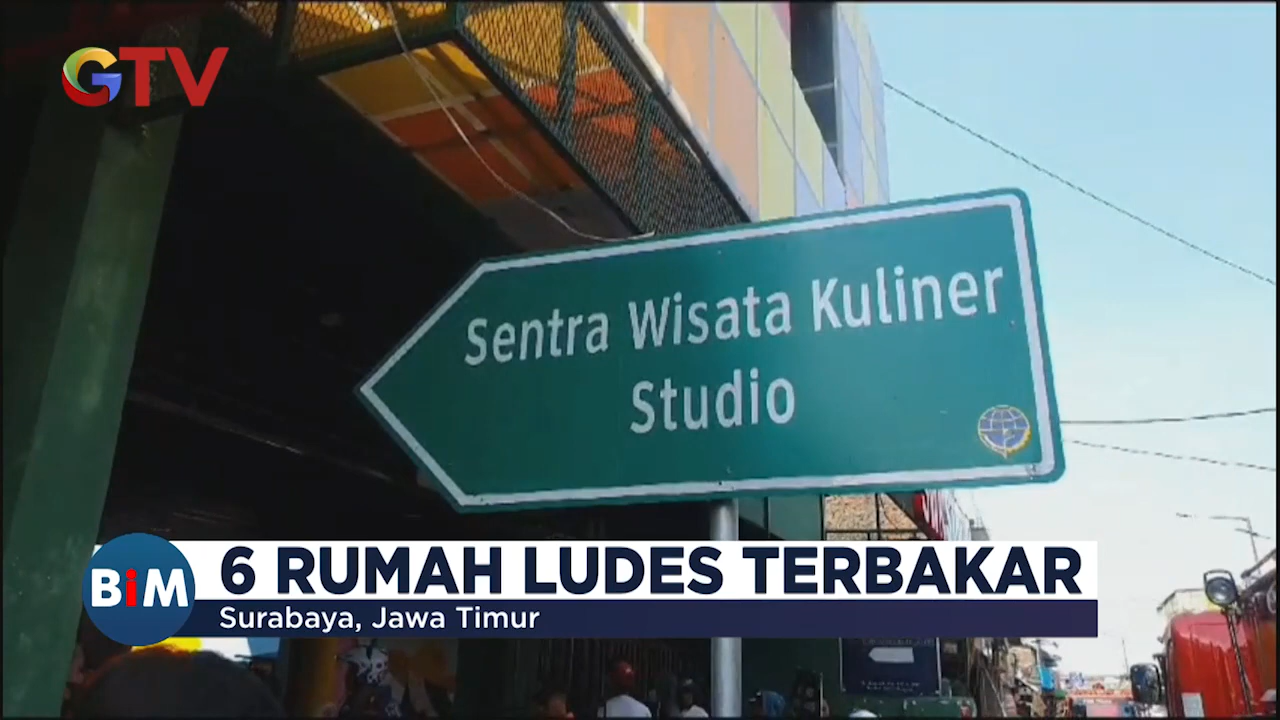 GTV
Sentra Wisata Kuliner
Studio
BiM
6 RUMAH LUDES TERBAKAR
Surabaya, Jawa Timur